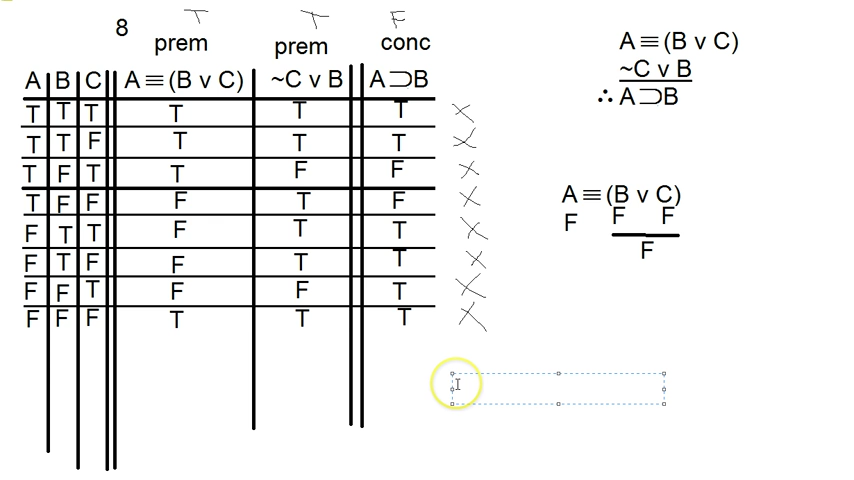 8 T T F
prem prem conc
A B C A ≡ (B v C) ~C v B A ⊃ B
T T T T T T X
T T F T T T X
T F T T F F X
T F F F T F X
F T T F T T X
F T F F T T X
F F T F F T X
F F F T T T X
A ≡ (B v C)
~C v B
∴ A ⊃ B
A ≡ (B v C)
F F F
F